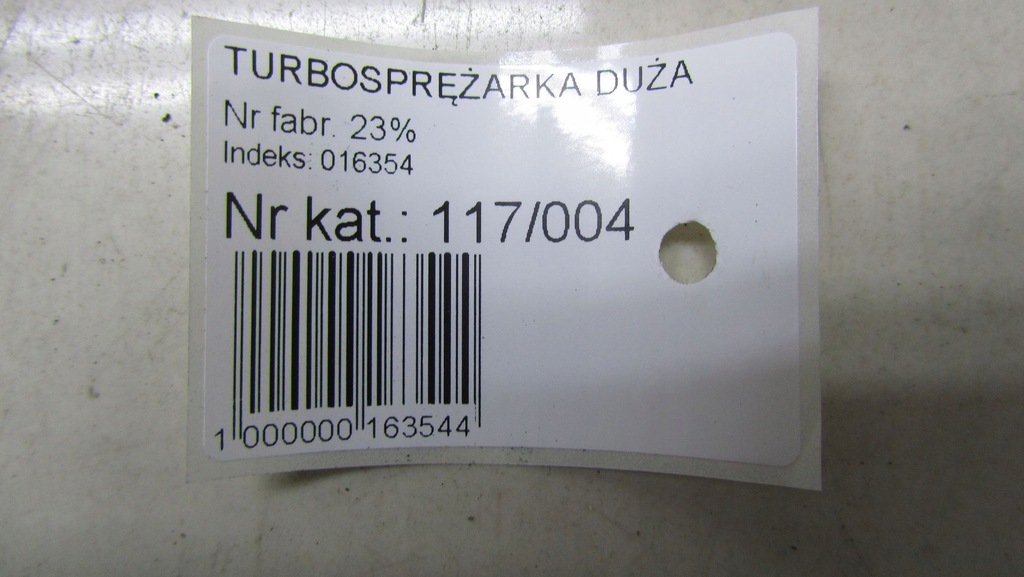 TURBOSPRĘŻARKA DUŻA
Nr fabr. 23%
Indeks: 016354
Nr kat.: 117/004
1 000000 163544